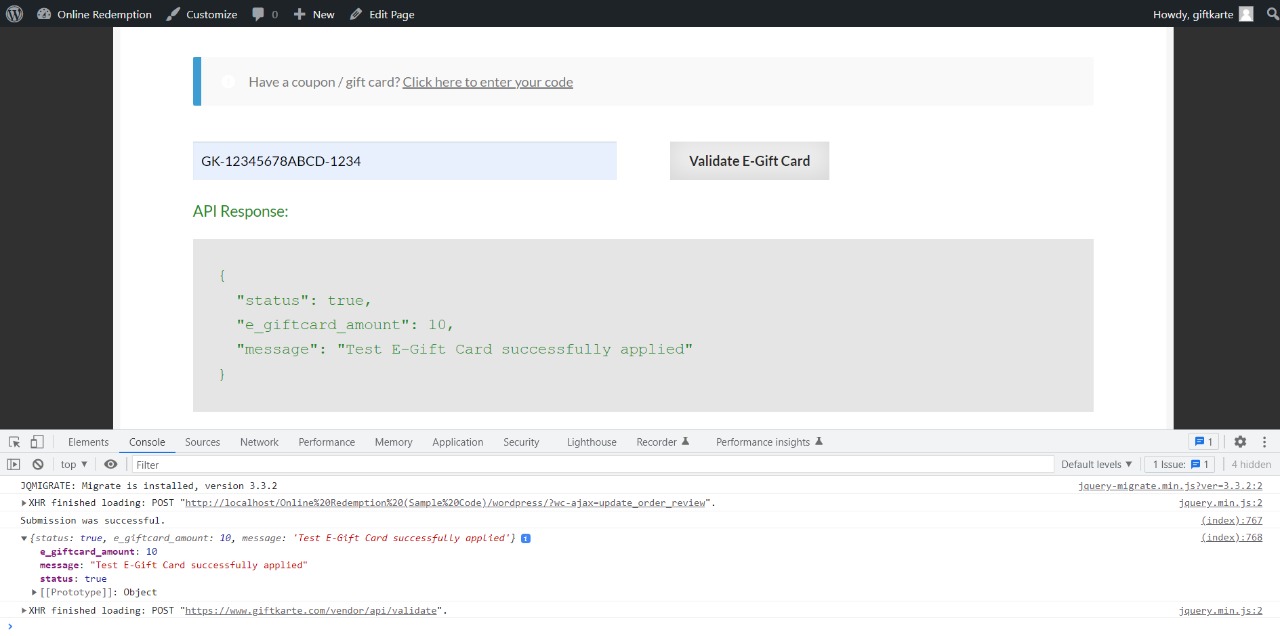 Online Redemption Customize 0 New Edit Page Howdy, giftkarte
Have a coupon / gift card? Click here to enter your code
GK-12345678ABCD-1234 Validate E-Gift Card
API Response:
{
"status": true,
"e_giftcard_amount": 10,
"message": "Test E-Gift Card successfully applied"
}
Elements Console Sources Network Performance Memory Application Security Lighthouse Recorder Performance insights 1
top ▼ Filter Default levels ▼ 1 Issue: 1 4 hidden
JQMIGRATE: Migrate is installed, version 3.3.2 jquery-migrate.min.js?ver=3.3.2:2
▶XHR finished loading: POST "http://localhost/Online%20Redemption%20(Sample%20Code)/wordpress/?wc-ajax=update_order_review". jquery.min.js:2
Submission was successful. (index):767
▼{status: true, e_giftcard_amount: 10, message: 'Test E-Gift Card successfully applied'} i (index):768
e_giftcard_amount: 10
message: "Test E-Gift Card successfully applied"
status: true
▶[[Prototype]]: Object
▶XHR finished loading: POST "https://www.giftkarte.com/vendor/api/validate". jquery.min.js:2